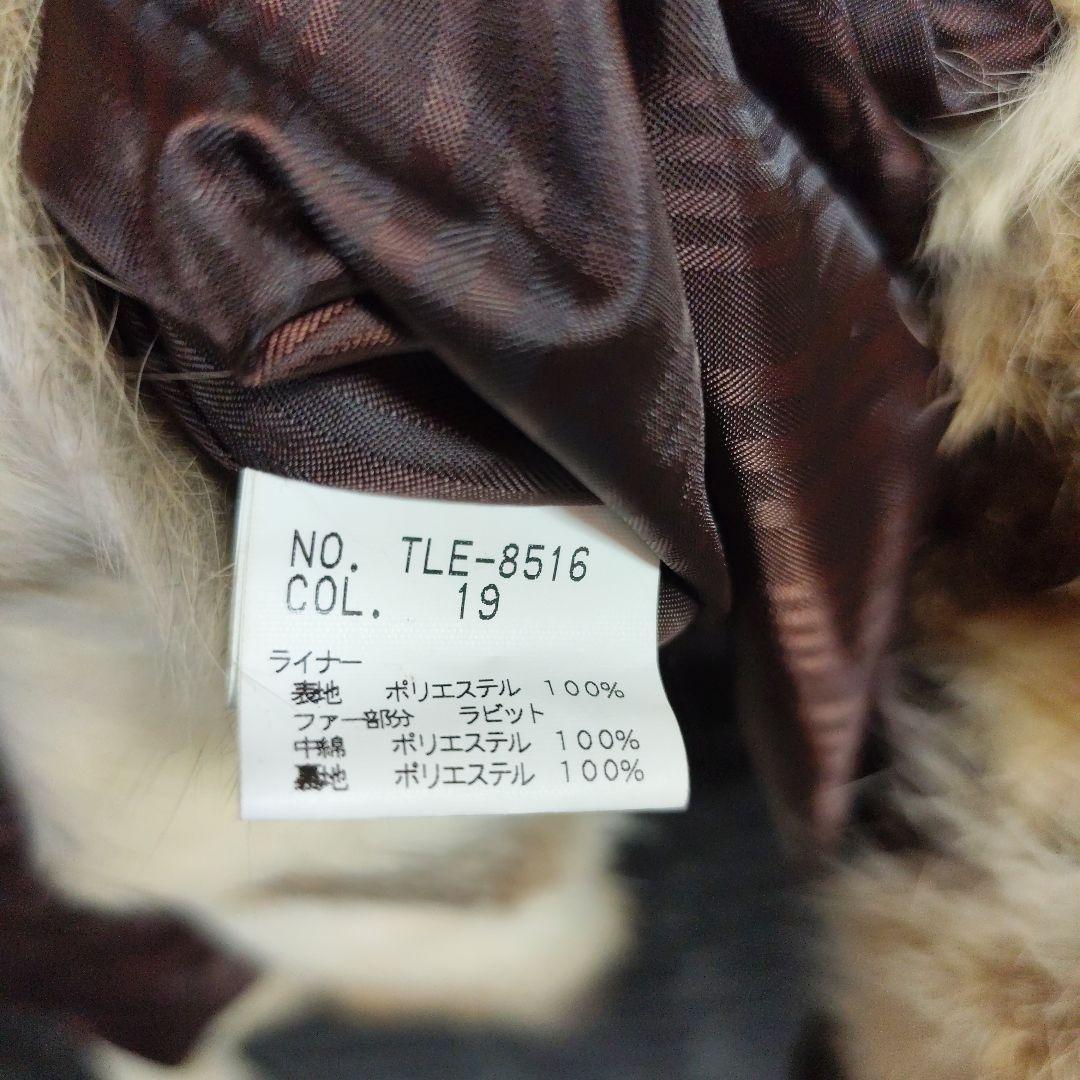 NO. TLE-8516
COL. 19
ライナー
表地 ポリエステル 100%
ファー部分 ラビット
中綿 ポリエステル 100%
裏地 ポリエステル 100%